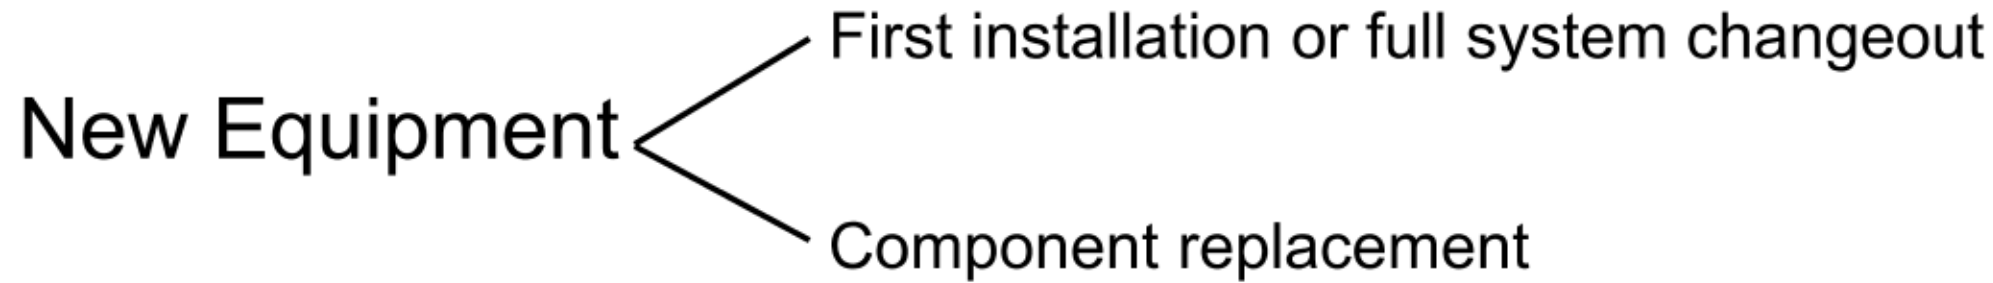 New Equipment
First installation or full system changeout
Component replacement